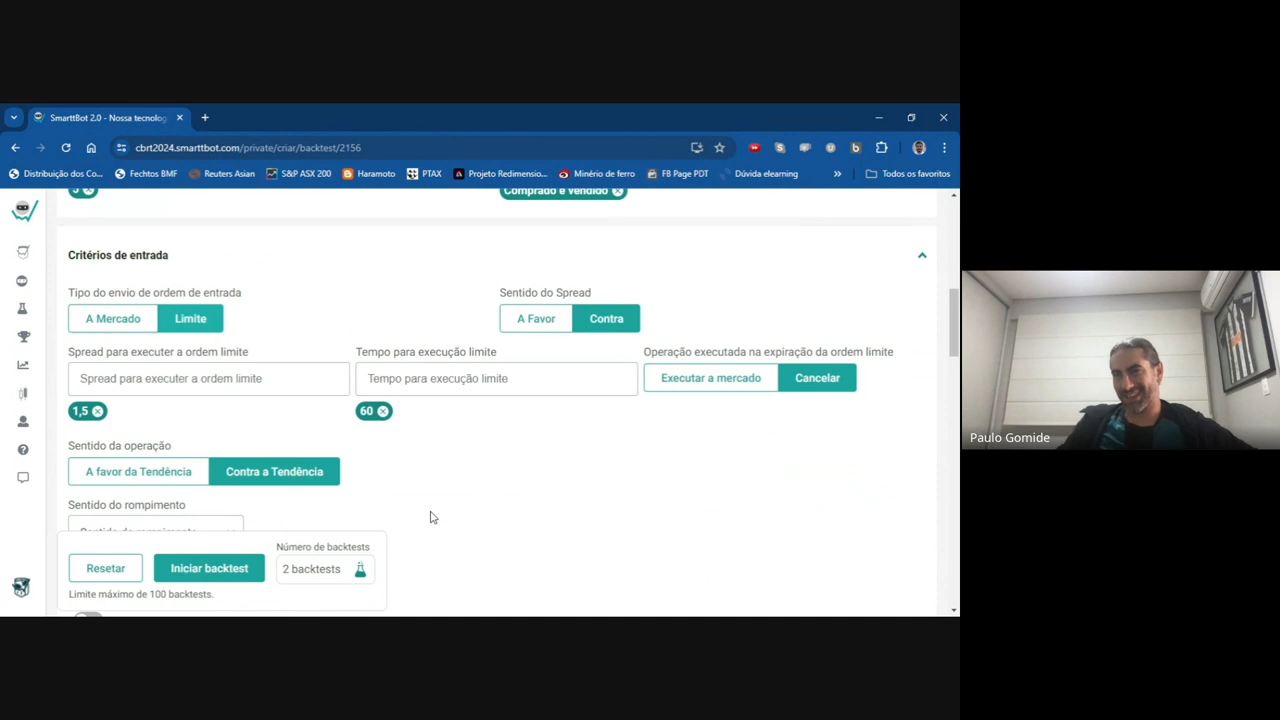 SmarttBot 2.0 - Nossa tecnolog
cbrt2024.smarttbot.com/private/criar/backtest/2156
Distribuição dos Co... Fechtos BMF Reuters Asian S&P ASX 200 Haramoto PTAX Projeto Redimensio... Minério de ferro FB Page PDT Dúvida elearning » Todos os favoritos
Comprado e vendido
Critérios de entrada
Tipo do envio de ordem de entrada Sentido do Spread
A Mercado Limite A Favor Contra
Spread para executer a ordem limite Tempo para execução limite Operação executada na expiração da ordem limite
Spread para executer a ordem limite Tempo para execução limite Executar a mercado Cancelar
1,5 60
Sentido da operação
A favor da Tendência Contra a Tendência
Sentido do rompimento
Sentido do rompimento
Número de backtests
Resetar Iniciar backtest 2 backtests
Limite máximo de 100 backtests.
Paulo Gomide